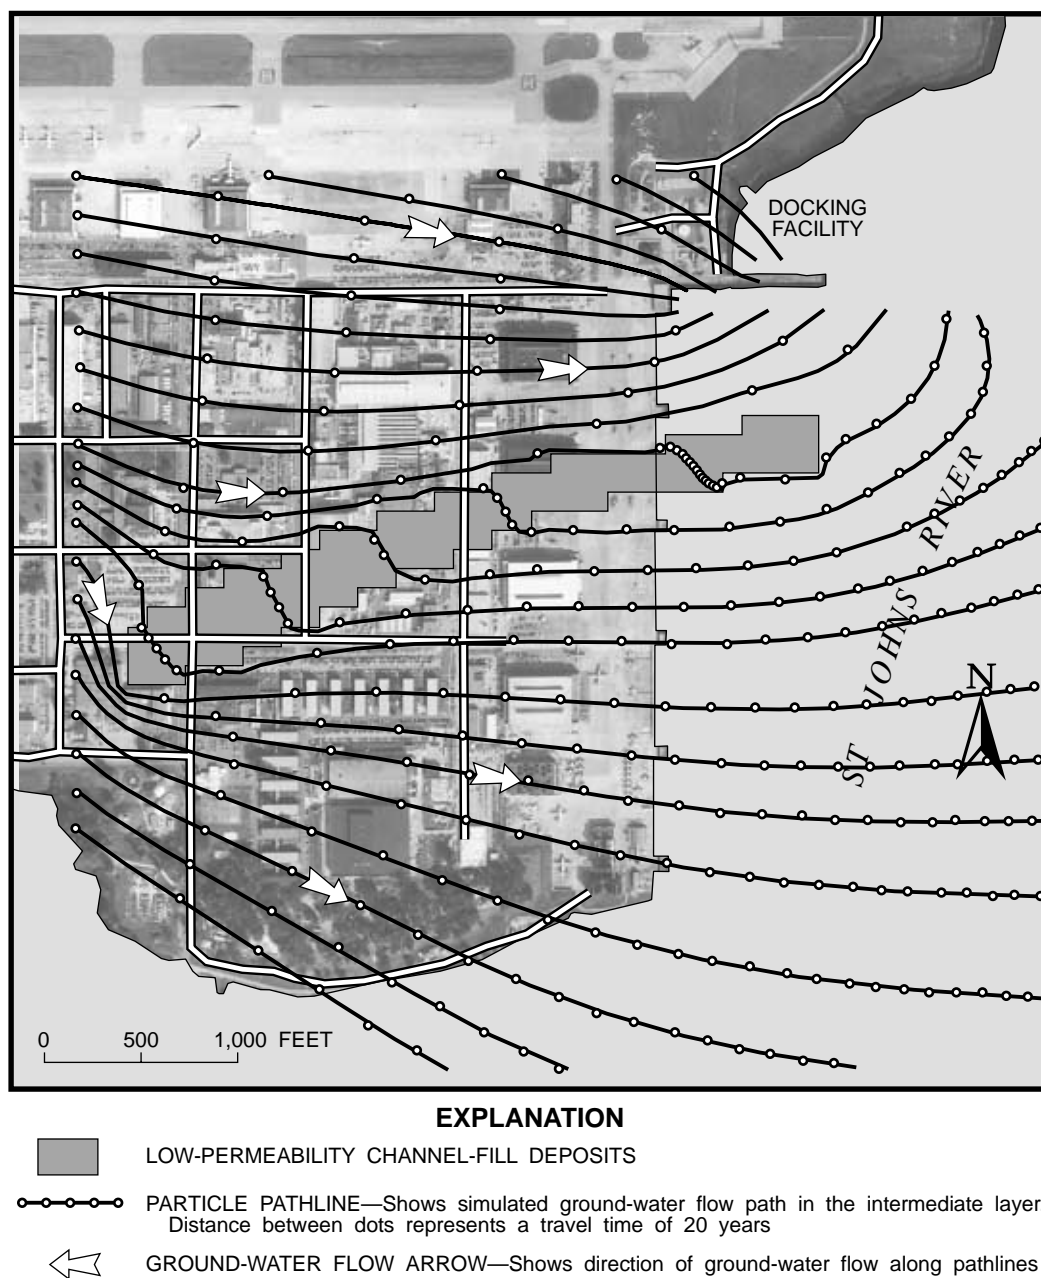 DOCKING
FACILITY
ST JOHNS RIVER
N
0 500 1,000 FEET
EXPLANATION
LOW-PERMEABILITY CHANNEL-FILL DEPOSITS
PARTICLE PATHLINE—Shows simulated ground-water flow path in the intermediate layer
Distance between dots represents a travel time of 20 years
GROUND-WATER FLOW ARROW—Shows direction of ground-water flow along pathlines